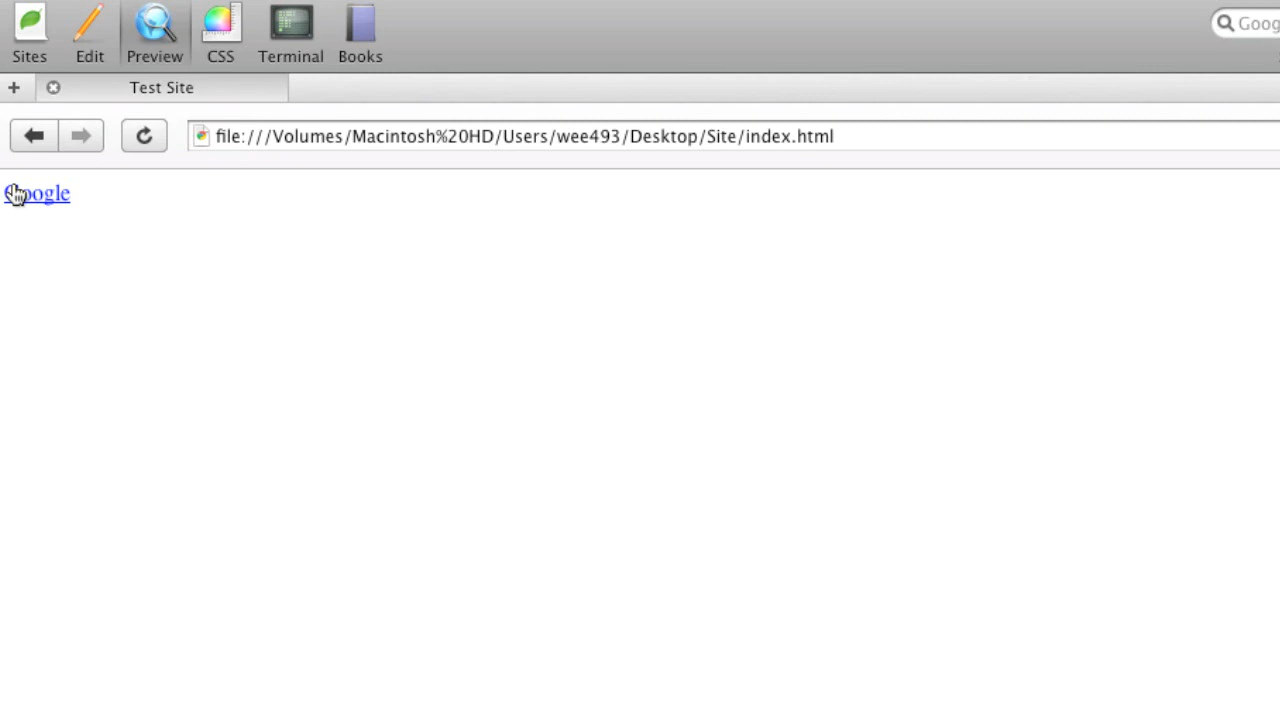 Sites Edit Preview CSS Terminal Books Goog
Test Site
file:///Volumes/Macintosh%20HD/Users/wee493/Desktop/Site/index.html
Google